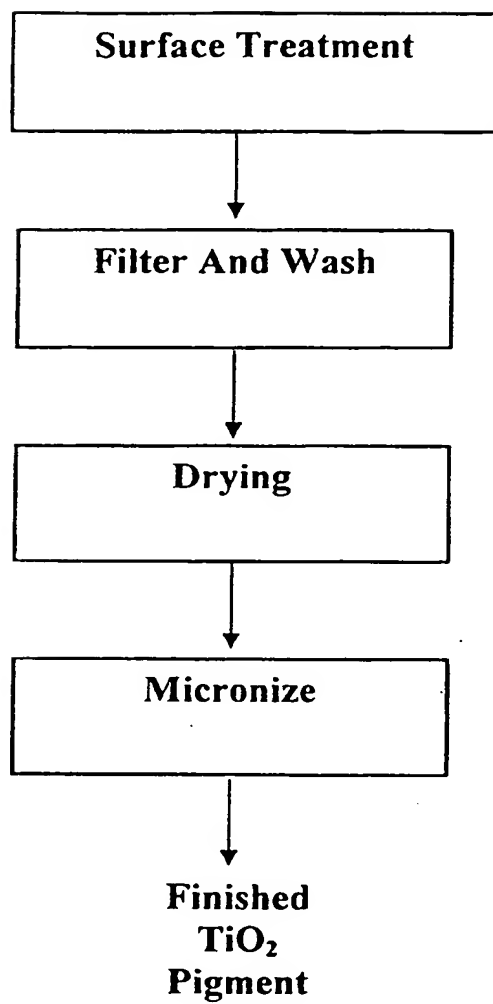 Surface Treatment
Filter And Wash
Drying
Micronize
Finished
TiO₂
Pigment